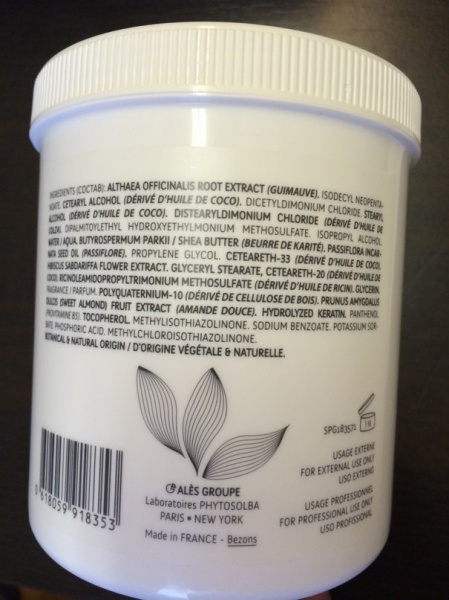 INGREDIENTS (СОСТАВ): ALTHAEA OFFICINALIS ROOT EXTRACT (GUIMAUVE). ISODECYL NEOPENTA-
NOATE. CETEARYL ALCOHOL (DÉRIVÉ D'HUILE DE COCO). DICETYLDIMONIUM CHLORIDE. STEARYL
ALCOHOL (DÉRIVÉ D'HUILE DE COCO). DISTEARYLDIMONIUM CHLORIDE (DÉRIVÉ D'HUILE DE
COLZA). DIPALMITOYLETHYL HYDROXYETHYLMONIUM METHOSULFATE. ISOPROPYL ALCOHOL.
WATER / AQUA. BUTYROSPERMUM PARKII / SHEA BUTTER (BEURRE DE KARITÉ). PASSIFLORA INCAR-
NATA SEED OIL (PASSIFLORE). PROPYLENE GLYCOL. CETEARETH-33 (DÉRIVÉ D'HUILE DE COCO).
HIBISCUS SABDARIFFA FLOWER EXTRACT. GLYCERYL STEARATE, CETEARETH-20 (DÉRIVÉ D'HUILE DE
COCO). RICINOLEAMIDOPROPYLTRIMONIUM METHOSULFATE (DÉRIVÉ D'HUILE DE RICIN). GLYCERIN.
FRAGRANCE / PARFUM. POLYQUATERNIUM-10 (DÉRIVÉ DE CELLULOSE DE BOIS). PRUNUS AMYGDALUS
DULCIS (SWEET ALMOND) FRUIT EXTRACT (AMANDE DOUCE). HYDROLYZED KERATIN. PANTHENOL
(PROVITAMINE B5). TOCOPHEROL. METHYLISOTHIAZOLINONE. SODIUM BENZOATE. POTASSIUM SOR-
BATE, PHOSPHORIC ACID. METHYLCHLOROISOTHIAZOLINONE.
BOTANICAL & NATURAL ORIGIN / D'ORIGINE VÉGÉTALE & NATURELLE.
ALÈS GROUPE
Laboratoires PHYTOSOLBA
PARIS • NEW YORK
Made in FRANCE - Bezons
0 618059 918353
SPG183571
USAGE EXTERNE
FOR EXTERNAL USE ONLY
USO EXTERNO
USAGE PROFESSIONNEL
FOR PROFESSIONAL USE ONLY
USO PROFISSIONAL